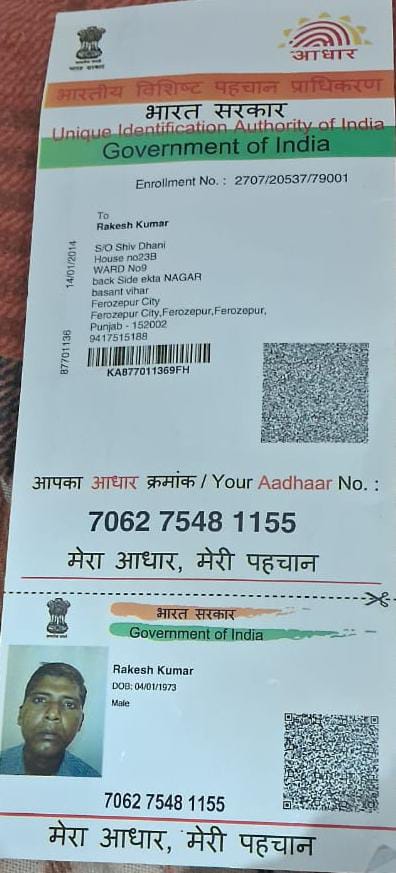 भारत सरकार
आधार
भारतीय विशिष्ट पहचान प्राधिकरण
भारत सरकार
Unique Identification Authority of India
Government of India
Enrollment No. : 2707/20537/79001
To
Rakesh Kumar
S/O Shiv Dhani
House no23B
WARD No9
back Side ekta NAGAR
basant vihar
Ferozepur City
Ferozepur City,Ferozepur,Ferozepur,
Punjab - 152002
9417515188
14/01/2014
87701136
KA877011369FH
आपका आधार क्रमांक / Your Aadhaar No. :
7062 7548 1155
मेरा आधार, मेरी पहचान
भारत सरकार
Government of India
Rakesh Kumar
DOB: 04/01/1973
Male
7062 7548 1155
मेरा आधार, मेरी पहचान